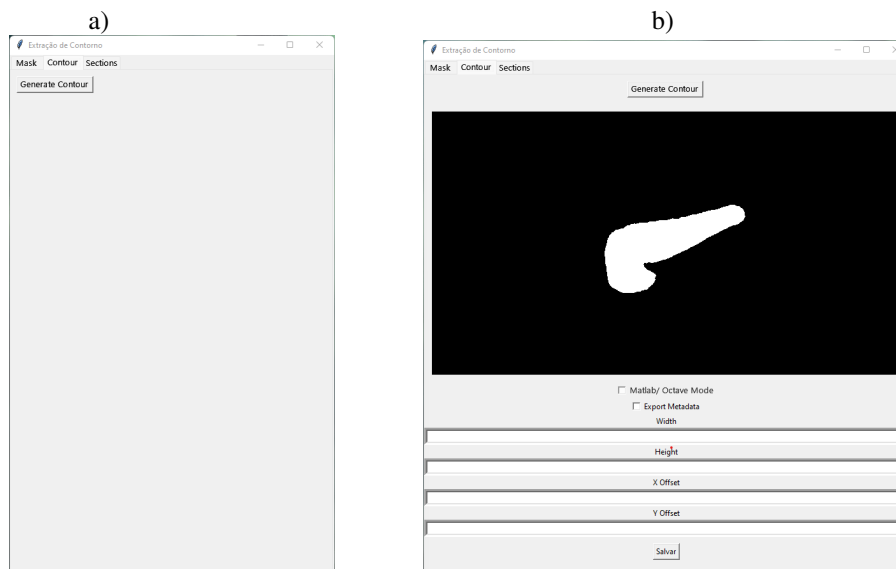 a)
Extração de Contorno
Mask Contour Sections
Generate Contour
b)
Extração de Contorno
Mask Contour Sections
Generate Contour
Matlab/ Octave Mode
Export Metadata
Width
Height
X Offset
Y Offset
Salvar